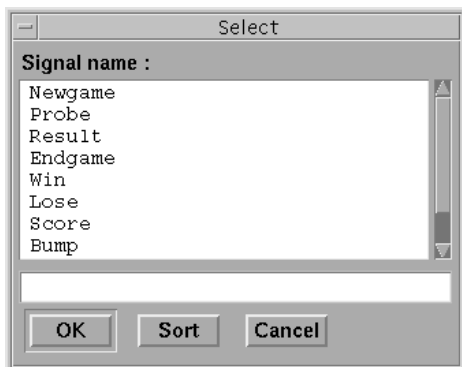 Select
Signal name :
Newgame
Probe
Result
Endgame
Win
Lose
Score
Bump
OK Sort Cancel